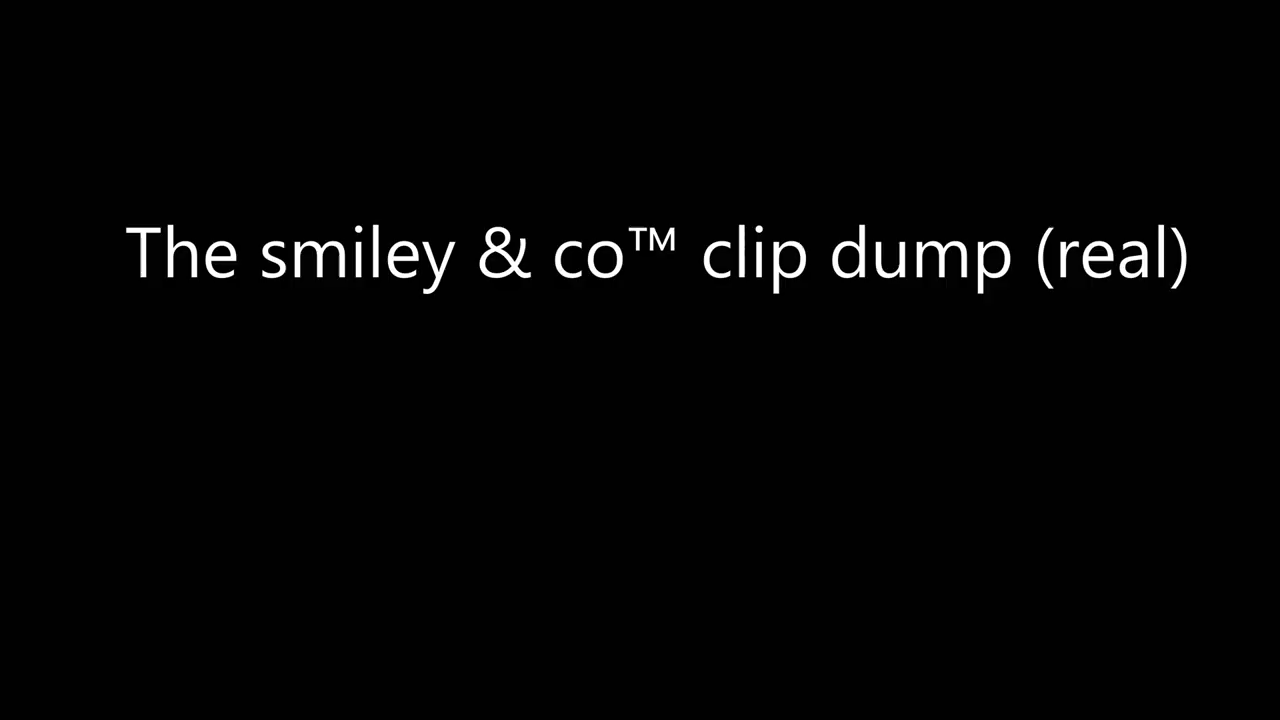 The smiley & co™ clip dump (real)